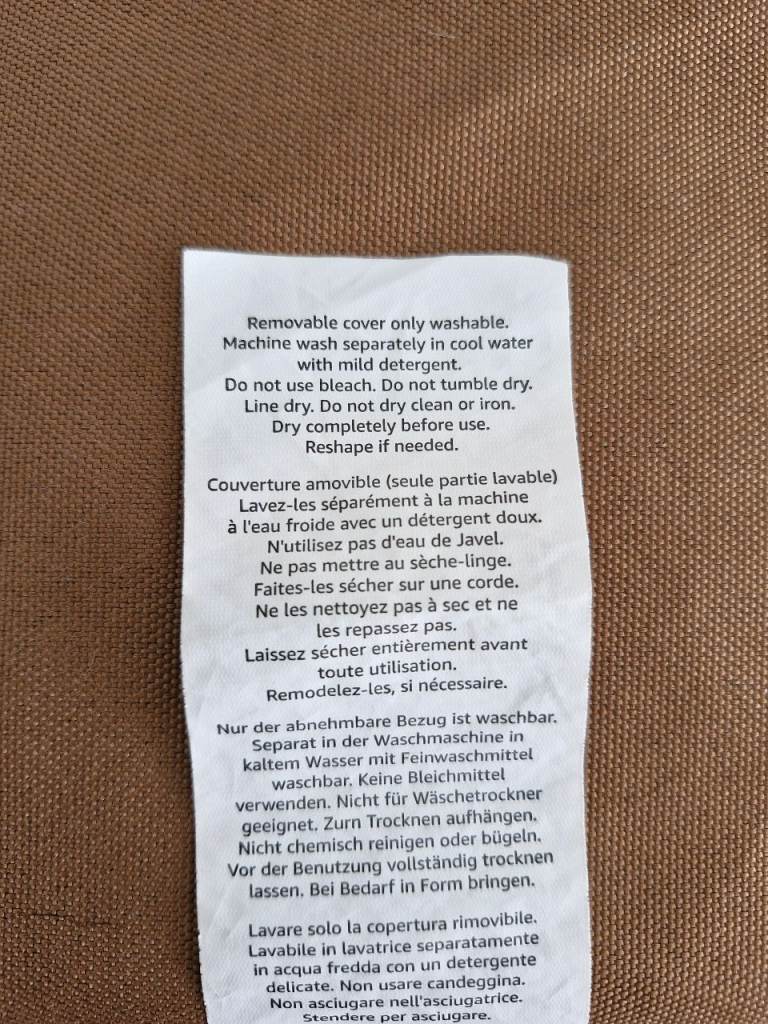 Removable cover only washable.
Machine wash separately in cool water
with mild detergent.
Do not use bleach. Do not tumble dry.
Line dry. Do not dry clean or iron.
Dry completely before use.
Reshape if needed.
Couverture amovible (seule partie lavable)
Lavez-les séparément à la machine
à l'eau froide avec un détergent doux.
N'utilisez pas d'eau de Javel.
Ne pas mettre au sèche-linge.
Faites-les sécher sur une corde.
Ne les nettoyez pas à sec et ne
les repassez pas.
Laissez sécher entièrement avant
toute utilisation.
Remodelez-les, si nécessaire.
Nur der abnehmbare Bezug ist waschbar.
Separat in der Waschmaschine in
kaltem Wasser mit Feinwaschmittel
waschbar. Keine Bleichmittel
verwenden. Nicht für Wäschetrockner
geeignet. Zurn Trocknen aufhängen.
Nicht chemisch reinigen oder bügeln.
Vor der Benutzung vollständig trocknen
lassen. Bei Bedarf in Form bringen.
Lavare solo la copertura rimovibile.
Lavabile in lavatrice separatamente
in acqua fredda con un detergente
delicate. Non usare candeggina.
Non asciugare nell'asciugatrice.
Stendere per asciugare.